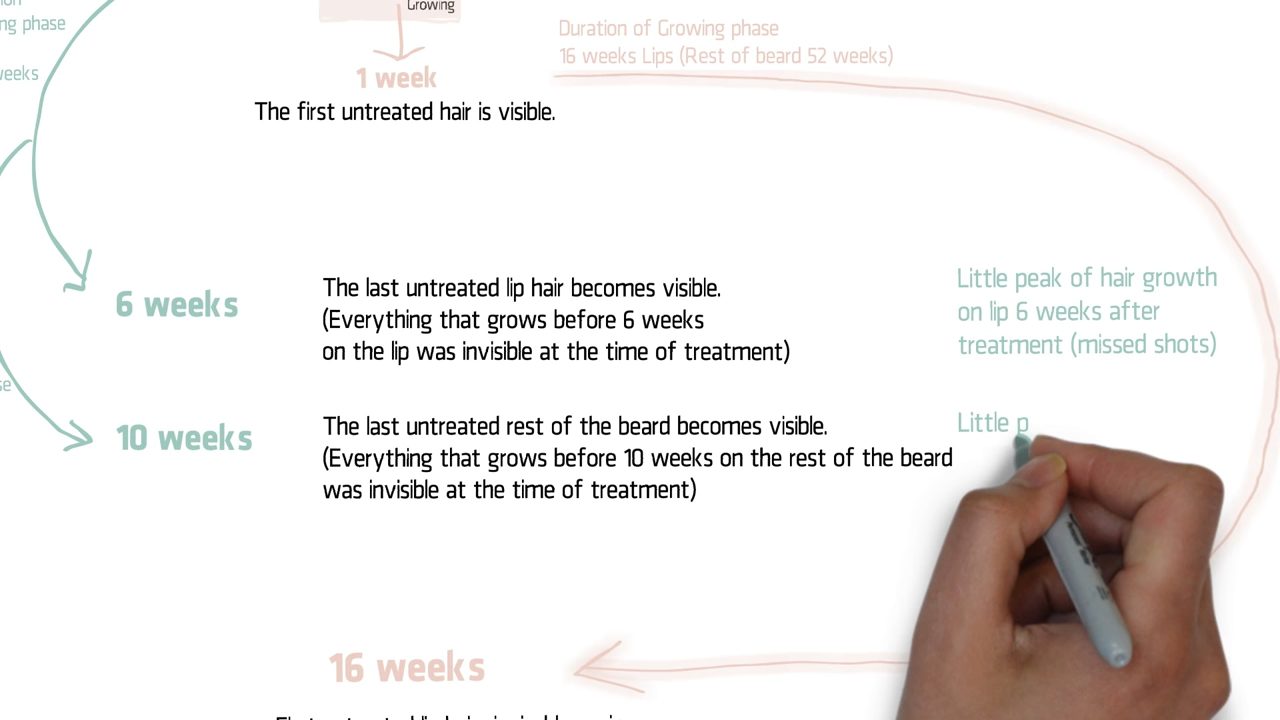 ng phase
weeks
Growing
1 week
The first untreated hair is visible.
Duration of Growing phase
16 weeks Lips (Rest of beard 52 weeks)
6 weeks
The last untreated lip hair becomes visible.
(Everything that grows before 6 weeks
on the lip was invisible at the time of treatment)
Little peak of hair growth
on lip 6 weeks after
treatment (missed shots)
se
10 weeks
The last untreated rest of the beard becomes visible.
(Everything that grows before 10 weeks on the rest of the beard
was invisible at the time of treatment)
Little p
16 weeks